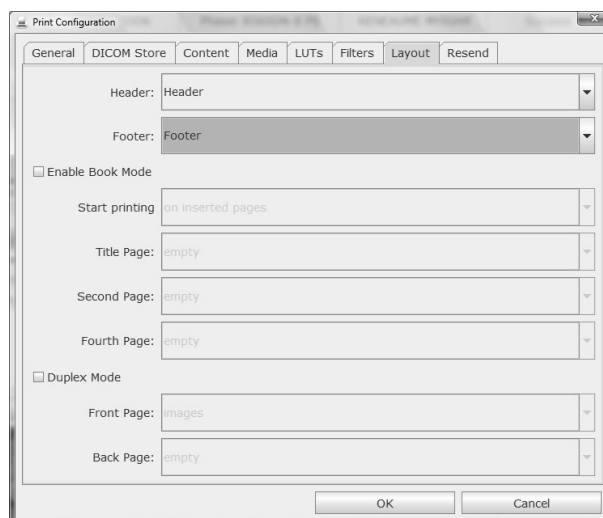 Print Configuration
General DICOM Store Content Media LUTs Filters Layout Resend
Header: Header
Footer: Footer
Enable Book Mode
Start printing on inserted pages
Title Page: empty
Second Page: empty
Fourth Page: empty
Duplex Mode
Front Page: images
Back Page: empty
OK Cancel